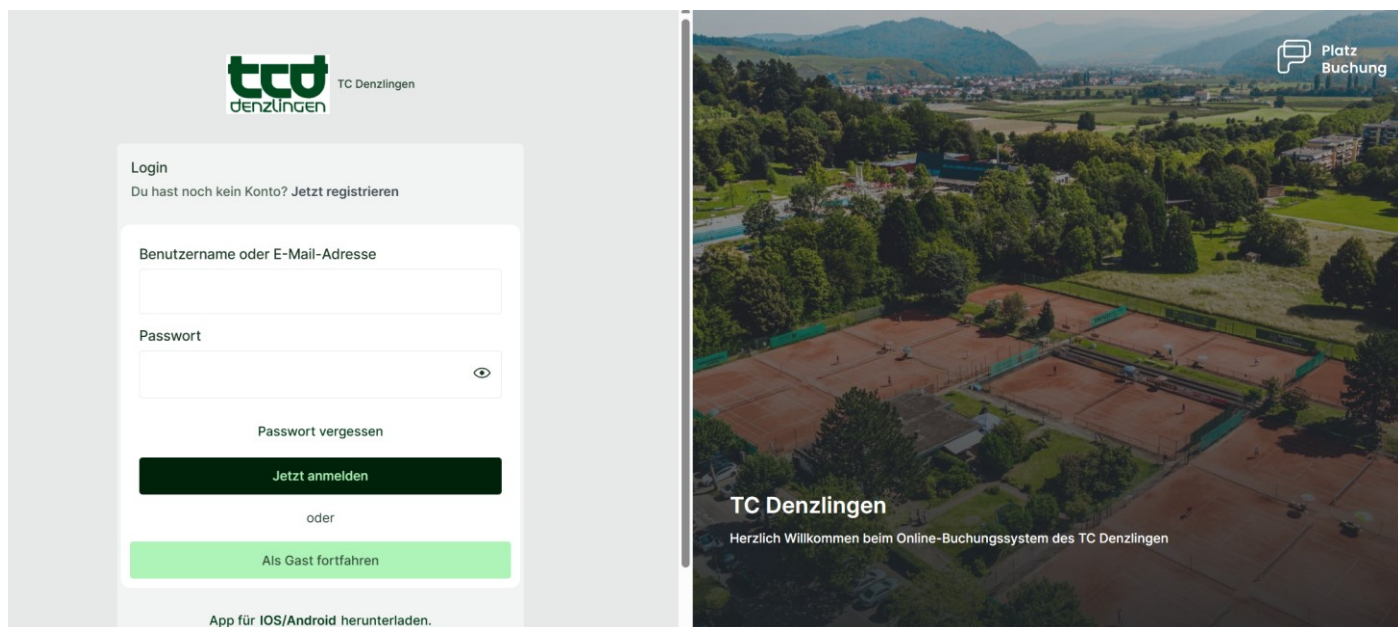 tcd
denzlingen
TC Denzlingen
Login
Du hast noch kein Konto? Jetzt registrieren
Benutzername oder E-Mail-Adresse
Passwort
Passwort vergessen
Jetzt anmelden
oder
Als Gast fortfahren
App für IOS/Android herunterladen.
Platz
Buchung
TC Denzlingen
Herzlich Willkommen beim Online-Buchungssystem des TC Denzlingen